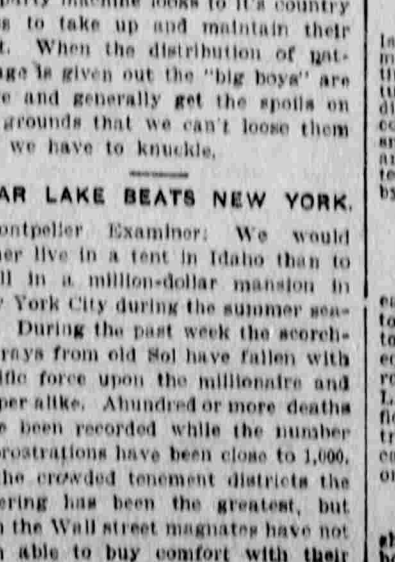 party machine looks to it's country
s to take up and maintain their
t. When the distribution of pat-
age is given out the "big boys" are
e and generally get the spoils on
grounds that we can't loose them
we have to knuckle.
AR LAKE BEATS NEW YORK.
ontpelier Examiner: We would
her live in a tent in Idaho than to
ll in a million-dollar mansion in
York City during the summer sea-
During the past week the scorch-
rays from old Sol have fallen with
ific force upon the millionaire and
per alike. Ahundred or more deaths
e been recorded while the number
prostrations have been close to 1,000.
the crowded tenement districts the
ering has been the greatest, but
n the Wall street magnates have not
n able to buy comfort with their